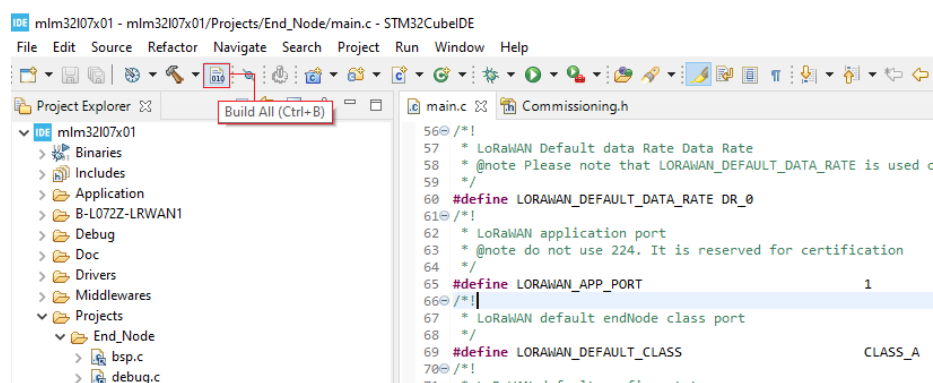 IDE mlm32l07x01 - mlm32l07x01/Projects/End_Node/main.c - STM32CubeIDE
File Edit Source Refactor Navigate Search Project Run Window Help
010
Project Explorer
Build All (Ctrl+B)
IDE mlm32l07x01
Binaries
Includes
Application
B-L072Z-LRWAN1
Debug
Doc
Drivers
Middlewares
Projects
End_Node
bsp.c
debug.c
main.c Commissioning.h
56 /*!
57 * LoRaWAN Default data Rate Data Rate
58 * @note Please note that LORAWAN_DEFAULT_DATA_RATE is used
59 */
60 #define LORAWAN_DEFAULT_DATA_RATE DR_0
61 /*!
62 * LoRaWAN application port
63 * @note do not use 224. It is reserved for certification
64 */
65 #define LORAWAN_APP_PORT 1
66 /*!
67 * LoRaWAN default endNode class port
68 */
69 #define LORAWAN_DEFAULT_CLASS CLASS_A
70 /*!